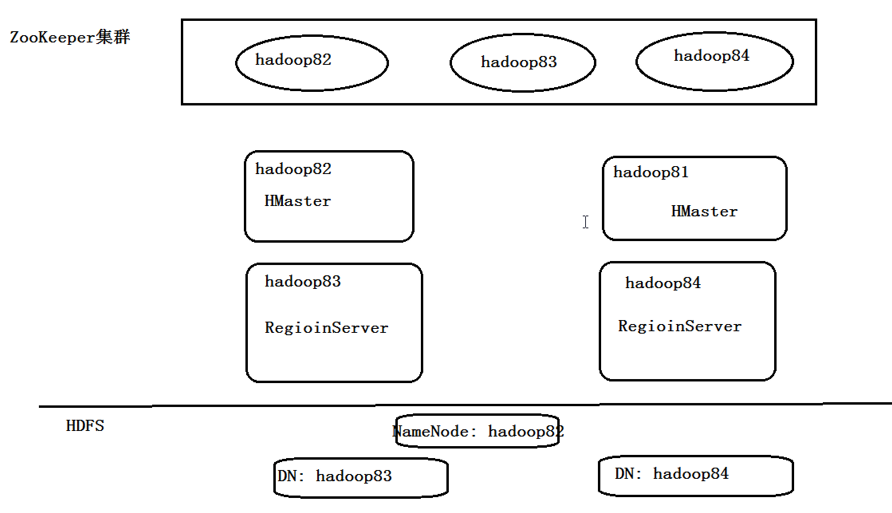 ZooKeeper集群
hadoop82
hadoop83
hadoop84
hadoop82
HMaster
hadoop81
HMaster
hadoop83
RegioinServer
hadoop84
RegioinServer
HDFS
NameNode: hadoop82
DN: hadoop83
DN: hadoop84